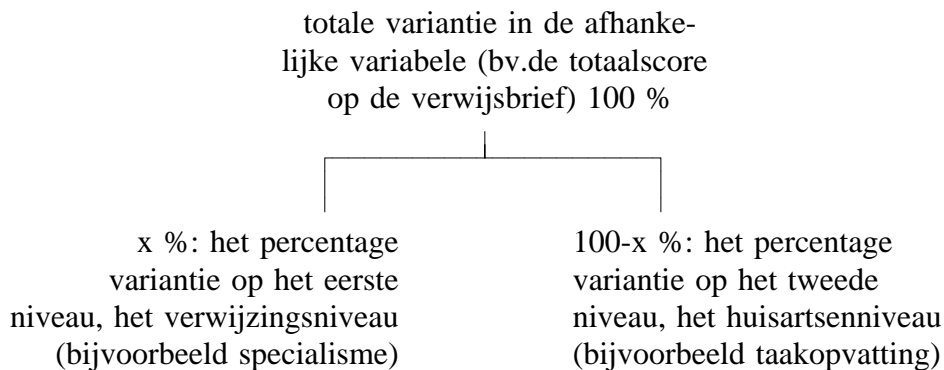 totale variantie in de afhanke-
lijke variabele (bv.de totaalscore
op de verwijsbrief) 100 %
x %: het percentage
variantie op het eerste
niveau, het verwijzingsniveau
(bijvoorbeeld specialisme)
100-x %: het percentage
variantie op het tweede
niveau, het huisartsenniveau
(bijvoorbeeld taakopvatting)